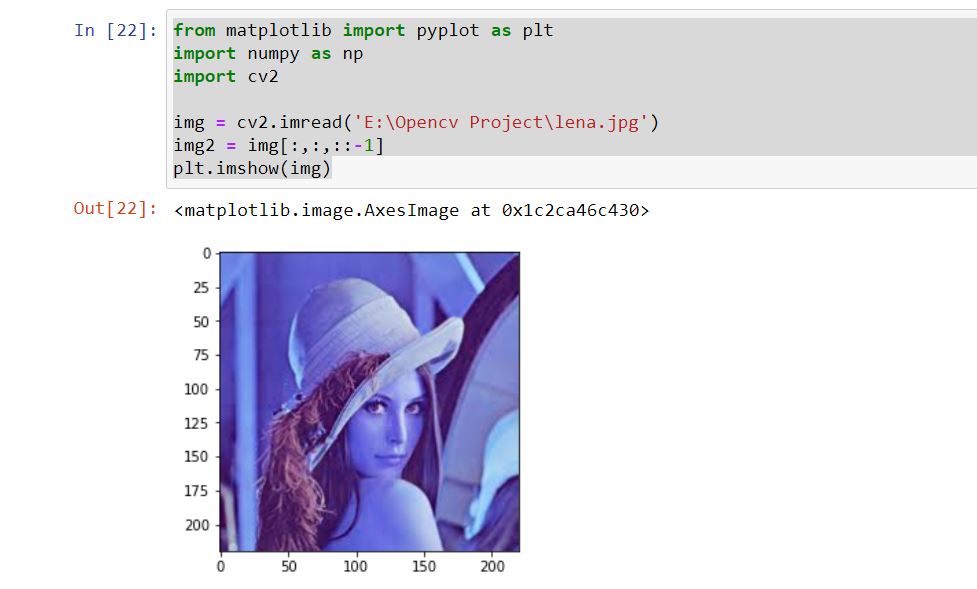 In [22]: from matplotlib import pyplot as plt
import numpy as np
import cv2
img = cv2.imread('E:\Opencv Project\lena.jpg')
img2 = img[:,:,::-1]
plt.imshow(img)
Out[22]: <matplotlib.image.AxesImage at 0x1c2ca46c430>
0
25
50
75
100
125
150
175
200
0 50 100 150 200